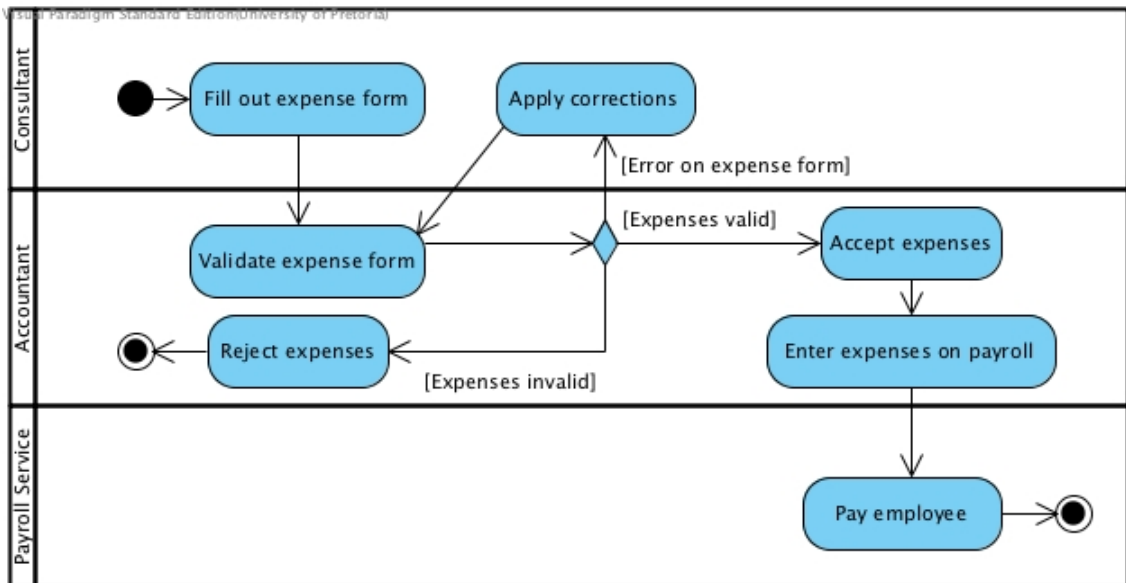 Visual Paradigm Standard Edition(University of Pretoria)
Consultant
Fill out expense form
Apply corrections
[Error on expense form]
Accountant
[Expenses valid]
Validate expense form
Accept expenses
Reject expenses
Enter expenses on payroll
[Expenses invalid]
Payroll Service
Pay employee